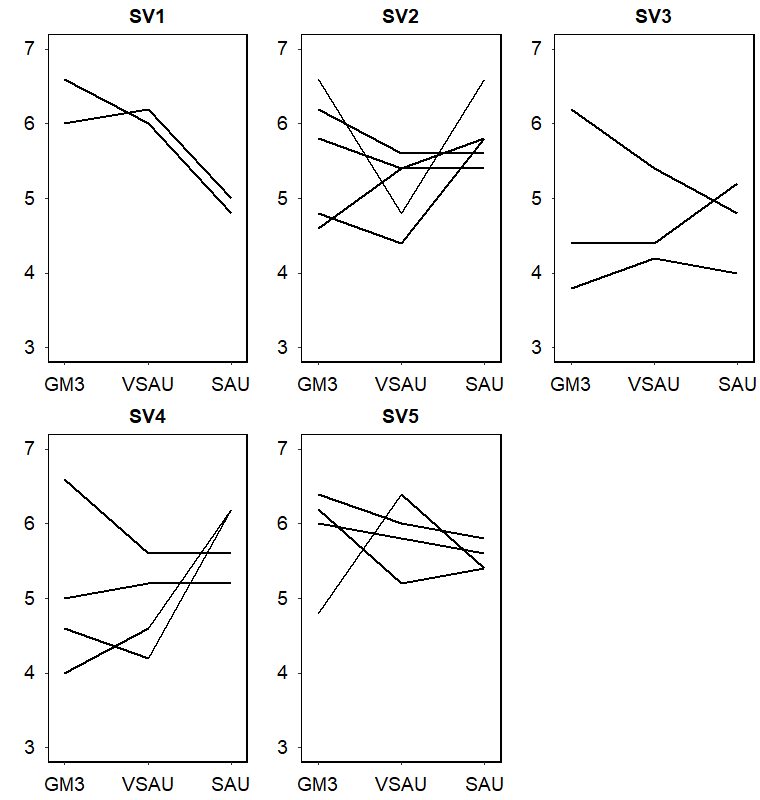 SV1 SV2 SV3
7 7 7
6 6 6
5 5 5
4 4 4
3 3 3
GM3 VSAU SAU GM3 VSAU SAU GM3 VSAU SAU
SV4 SV5
7 7
6 6
5 5
4 4
3 3
GM3 VSAU SAU GM3 VSAU SAU